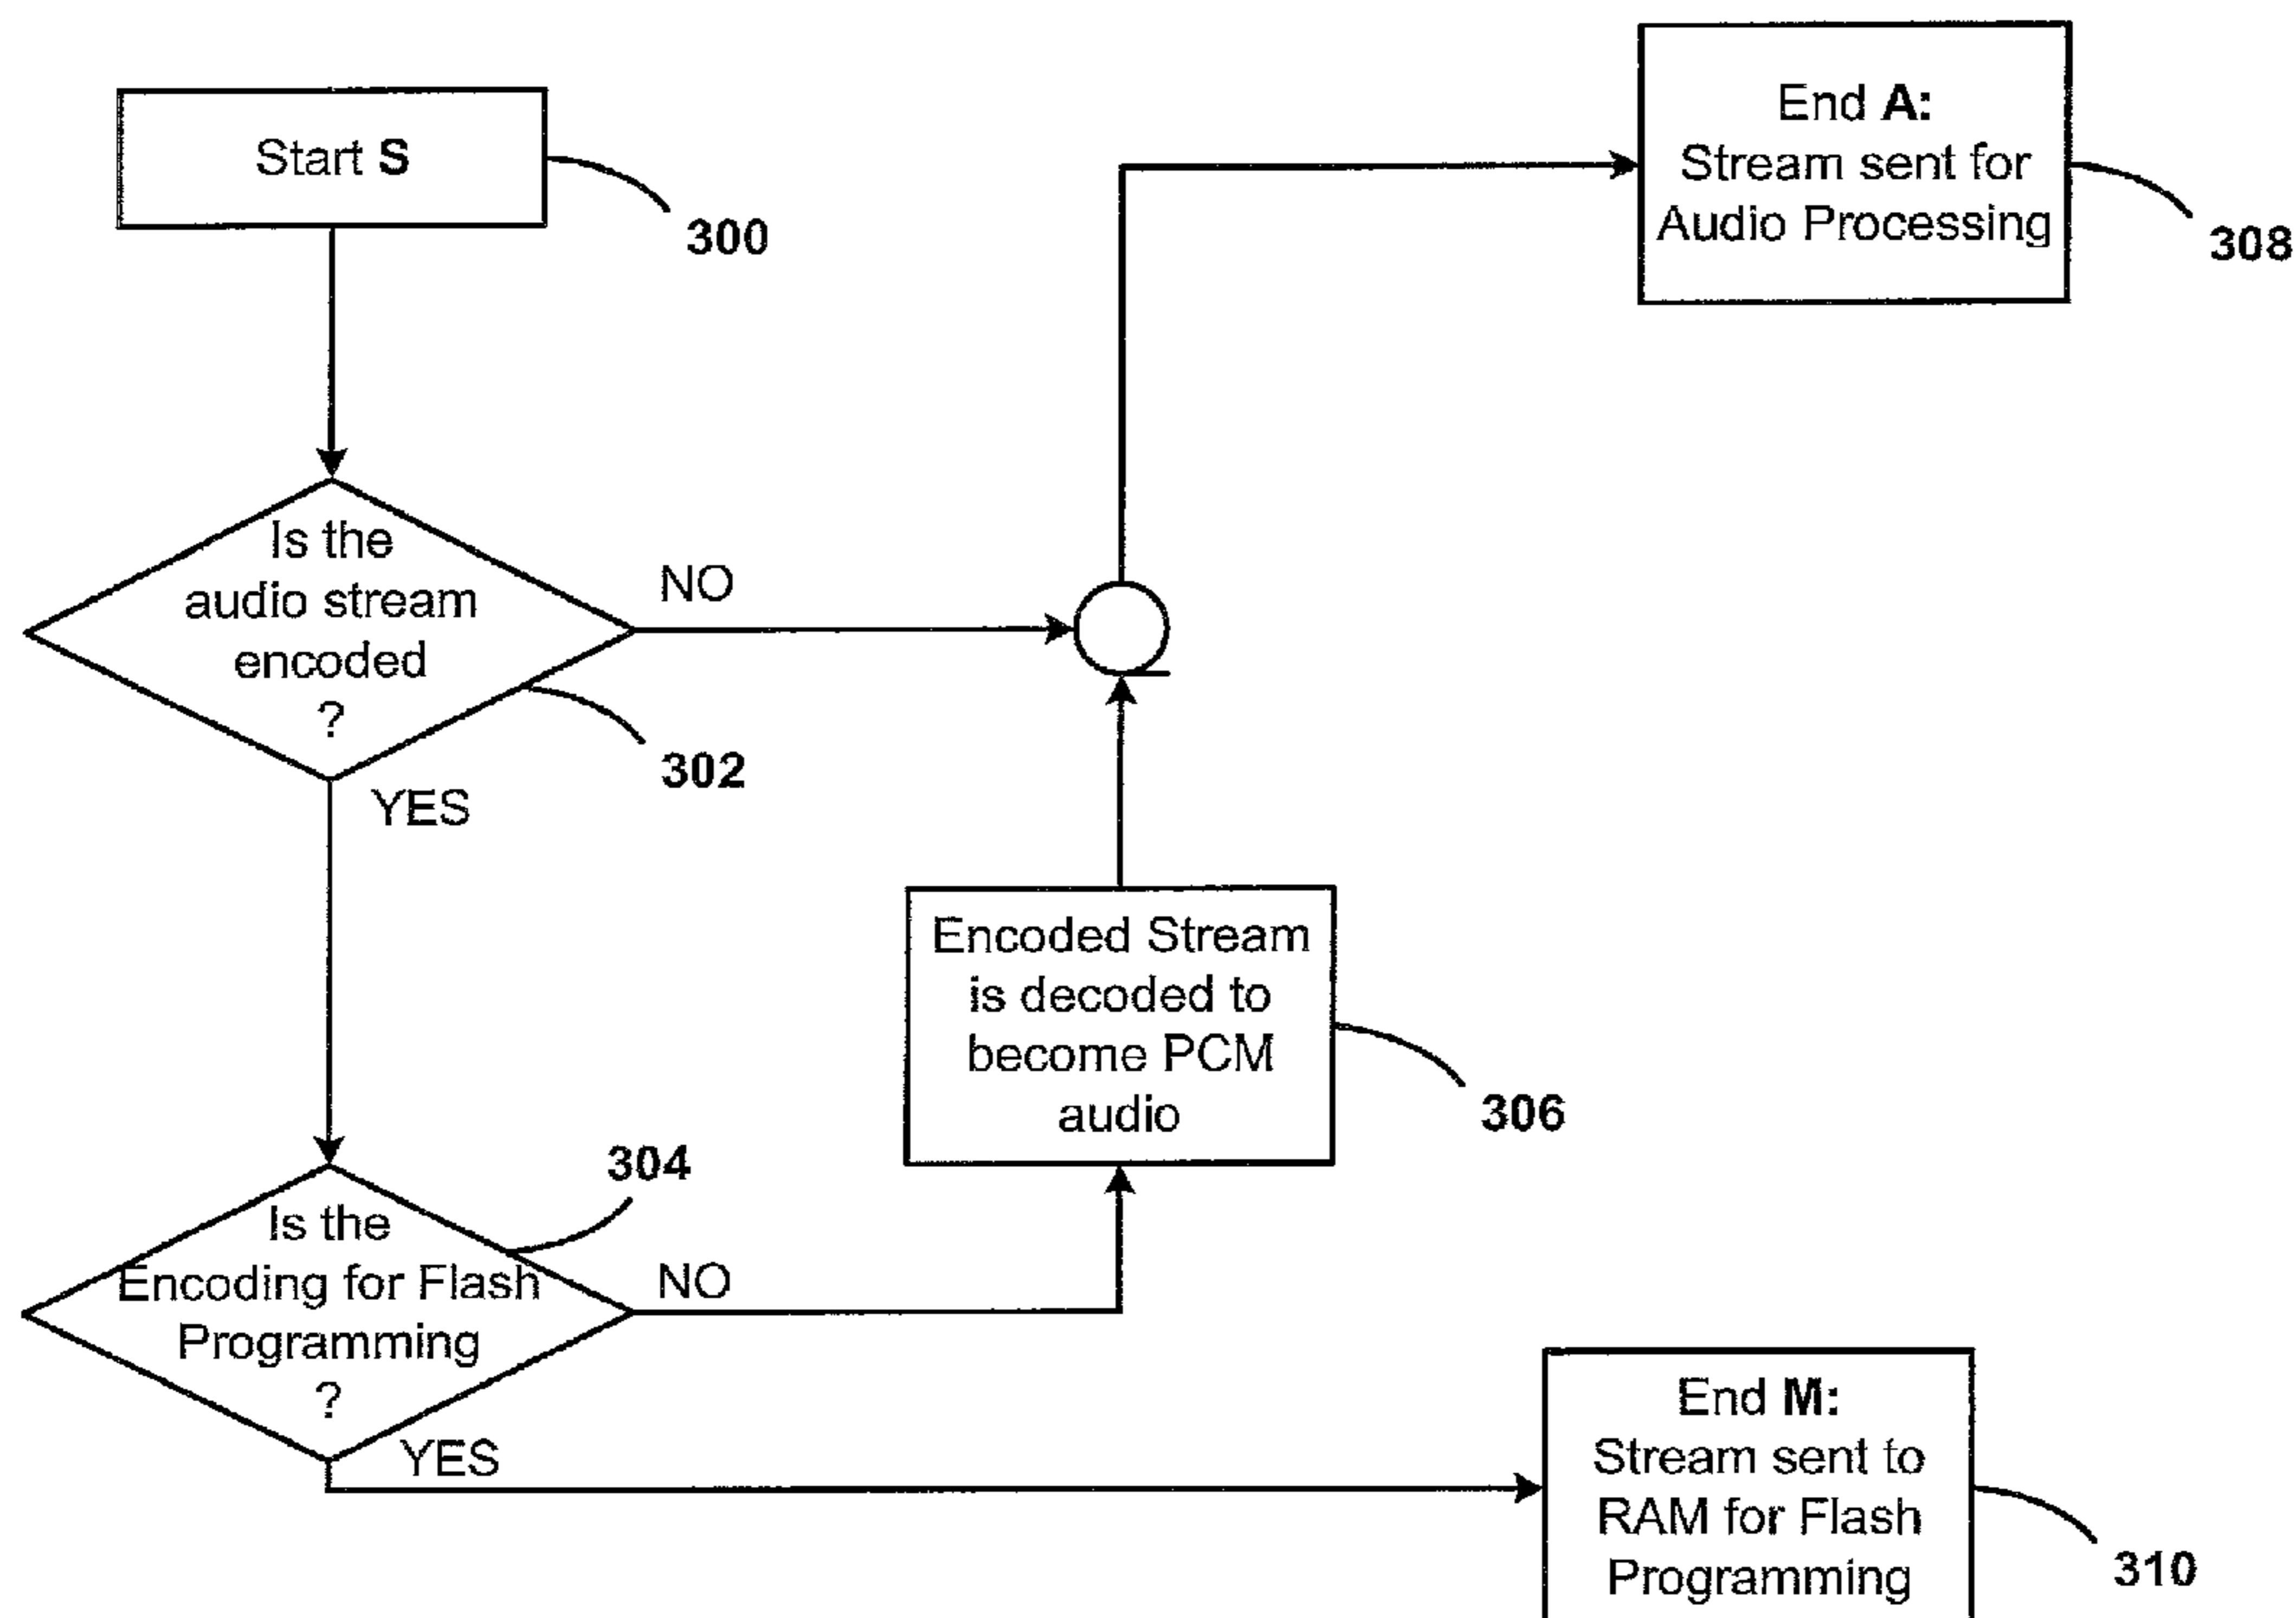 Start S
300
End A:
Stream sent for
Audio Processing
308
Is the
audio stream
encoded
?
302
NO
YES
Encoded Stream
is decoded to
become PCM
audio
306
304
Is the
Encoding for Flash
Programming
?
NO
YES
End M:
Stream sent to
RAM for Flash
Programming
310